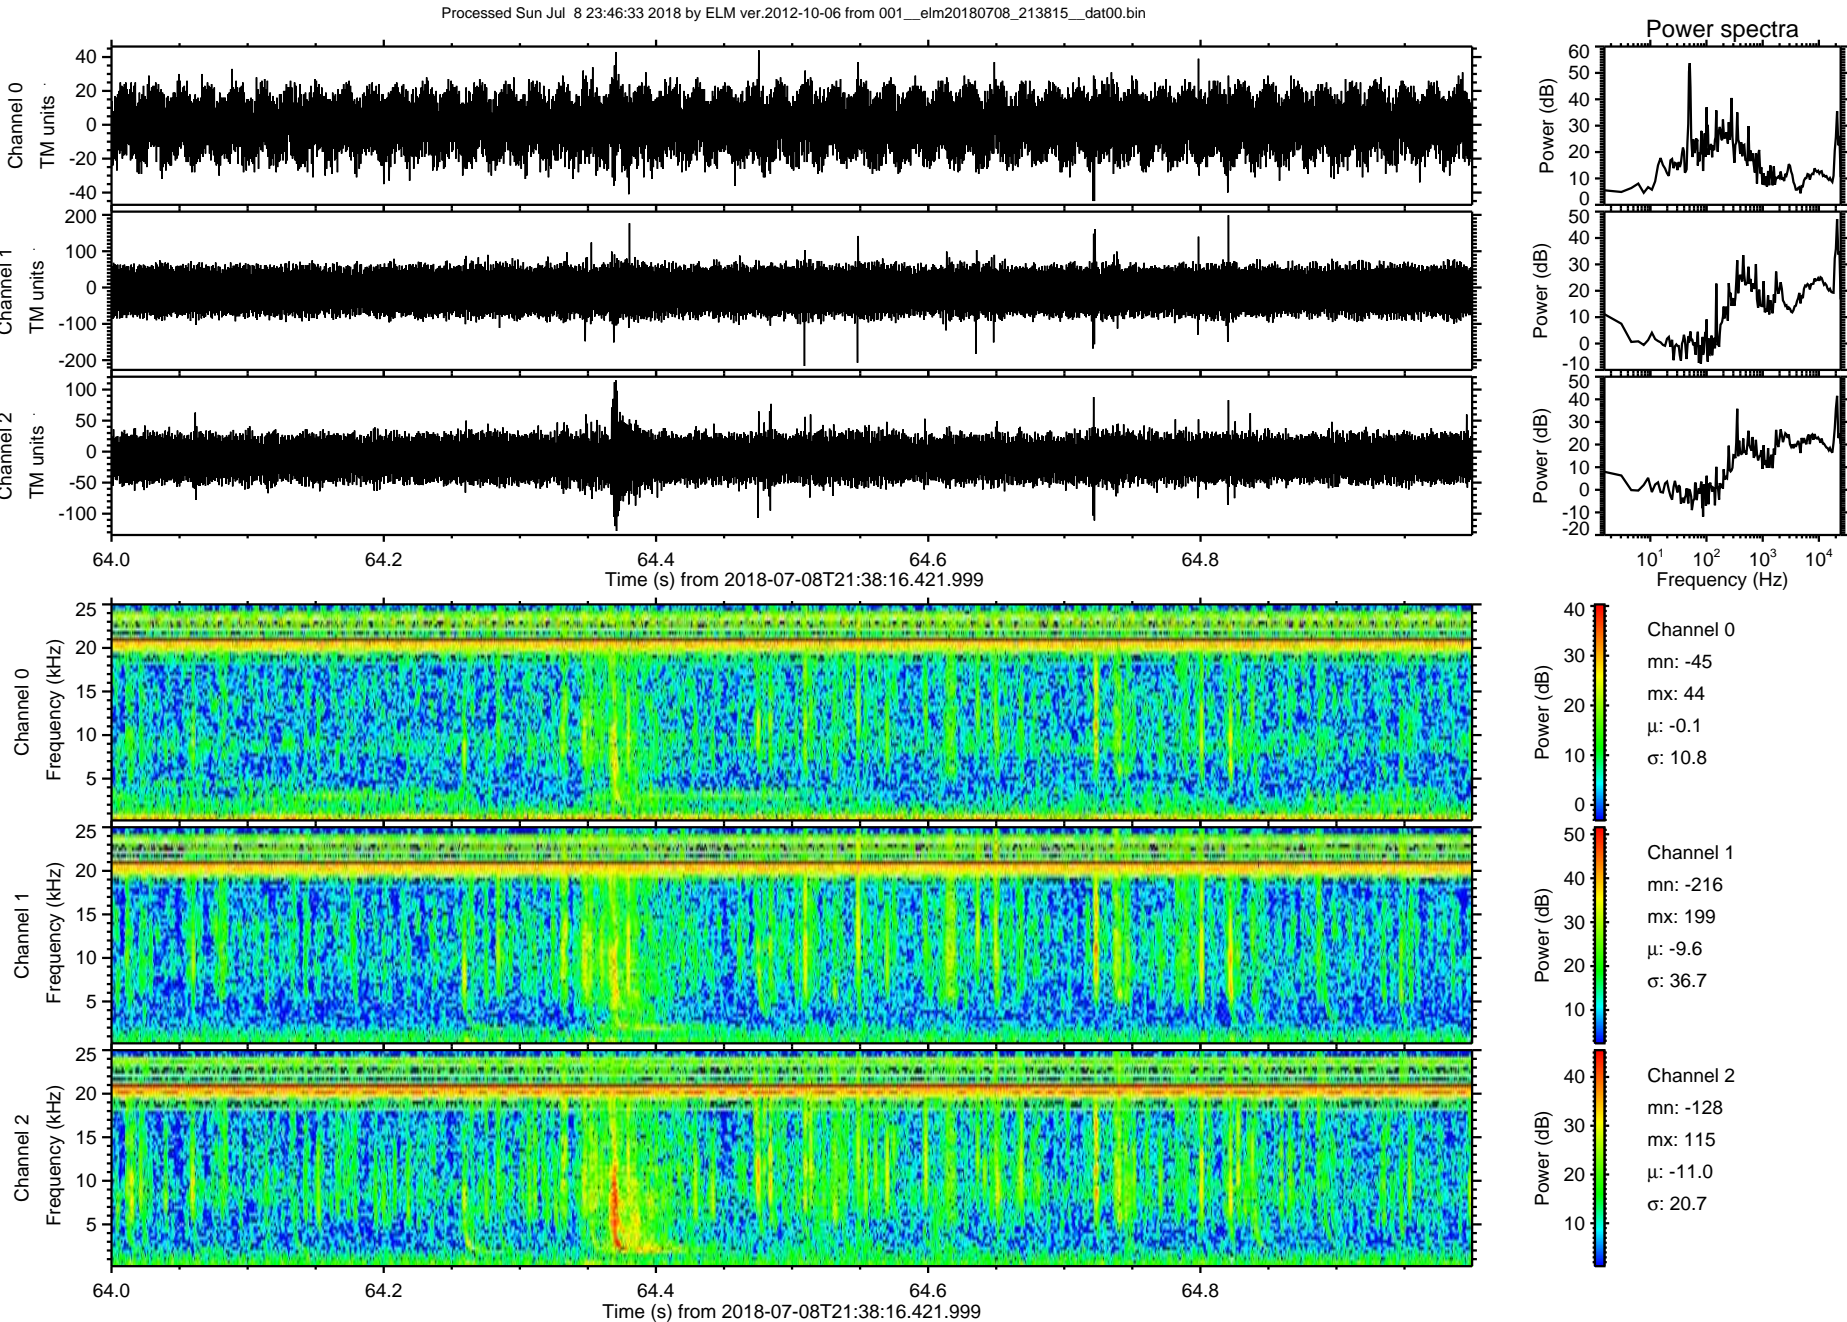 Processed Sun Jul  8 23:46:33 2018 by ELM ver.2012-10-06 from 001__elm20180708_213815__dat00.bin
Power spectra
Channel 0
TM units
40
20
0
-20
-40
Power (dB)
60
50
40
30
20
10
0
Channel 1
TM units
200
100
0
-100
-200
Power (dB)
50
40
30
20
10
0
-10
Channel 2
TM units
100
50
0
-50
-100
Power (dB)
50
40
30
20
10
0
-10
-20
64.0 64.2 64.4 64.6 64.8
Time (s) from 2018-07-08T21:38:16.421.999
10^1 10^2 10^3 10^4
Frequency (Hz)
Channel 0
Frequency (kHz)
25
20
15
10
5
Power (dB)
40
30
20
10
0
Channel 0
mn: -45
mx: 44
μ: -0.1
σ: 10.8
Channel 1
Frequency (kHz)
25
20
15
10
5
Power (dB)
50
40
30
20
10
Channel 1
mn: -216
mx: 199
μ: -9.6
σ: 36.7
Channel 2
Frequency (kHz)
25
20
15
10
5
Power (dB)
40
30
20
10
Channel 2
mn: -128
mx: 115
μ: -11.0
σ: 20.7
64.0 64.2 64.4 64.6 64.8
Time (s) from 2018-07-08T21:38:16.421.999